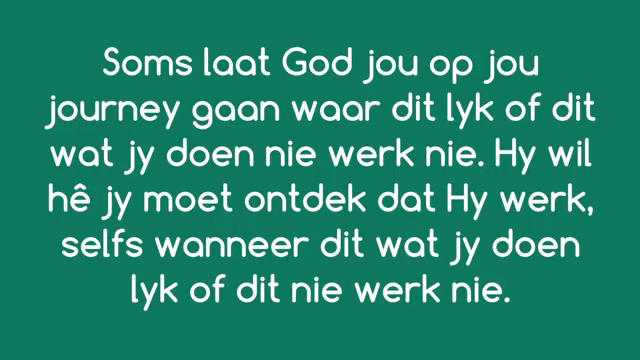 Soms laat God jou op jou
journey gaan waar dit lyk of dit
wat jy doen nie werk nie. Hy wil
hê jy moet ontdek dat Hy werk,
selfs wanneer dit wat jy doen
lyk of dit nie werk nie.